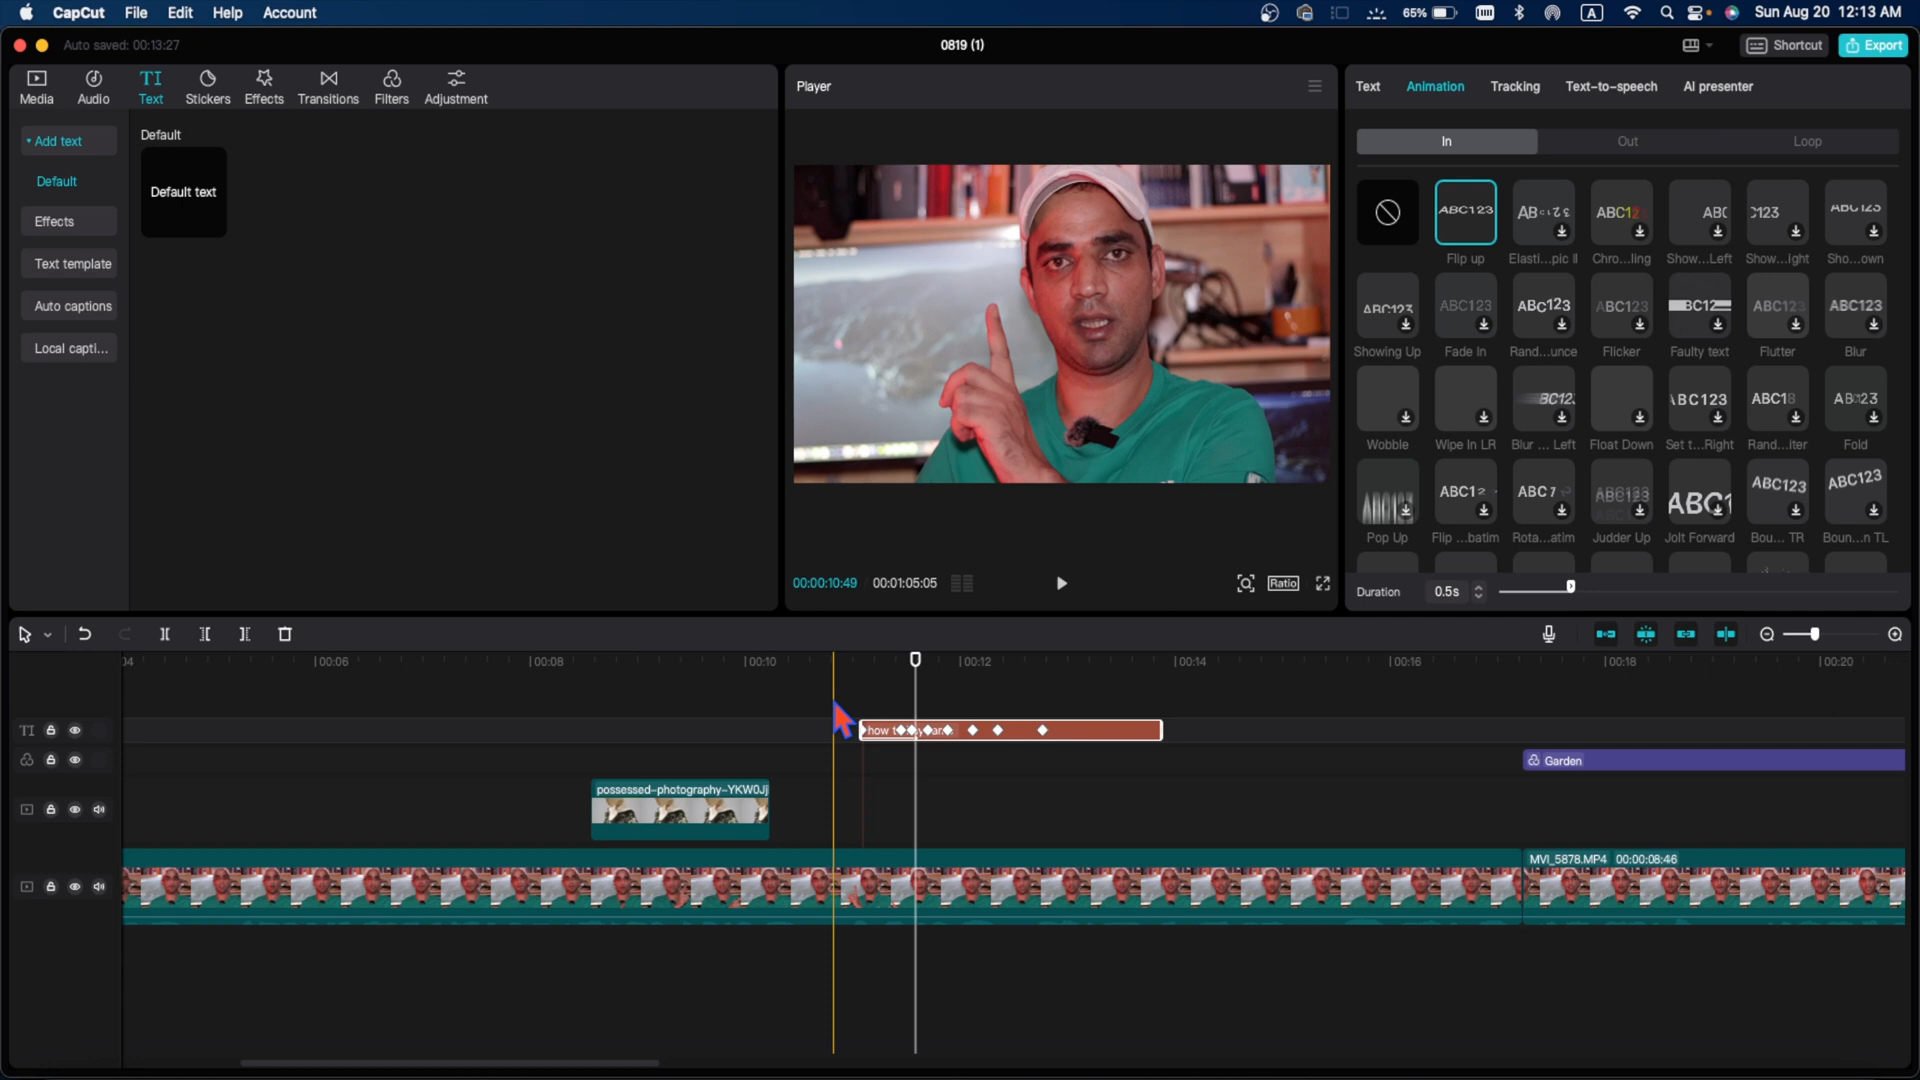 CapCut File Edit Help Account
65% A Sun Aug 20 12:13 AM
Auto saved: 00:13:27
0819 (1)
Shortcut Export
Media Audio Text Stickers Effects Transitions Filters Adjustment
Add text
Default
Effects
Text template
Auto captions
Local capti...
Default
Default text
Player
00:00:10:49 00:01:05:05
Ratio
Text Animation Tracking Text-to-speech AI presenter
In Out Loop
ABC123
Flip up Elasti...pic II Chro...ling Show...Left Show...ight Sho...own
Showing Up Fade In Rand...unce Flicker Faulty text Flutter Blur
Wobble Wipe In LR Blur ... Left Float Down Set t...Right Rand...iter Fold
Pop Up Flip ...batim Rota...atim Judder Up Jolt Forward Bou... TR Boun...n TL
Duration 0.5s
04 00:06 00:08 00:10 00:12 00:14 00:16 00:18 00:20
TI
how t
Garden
possessed-photography-YKW0Jj
MVI_5878.MP4 00:00:08:46